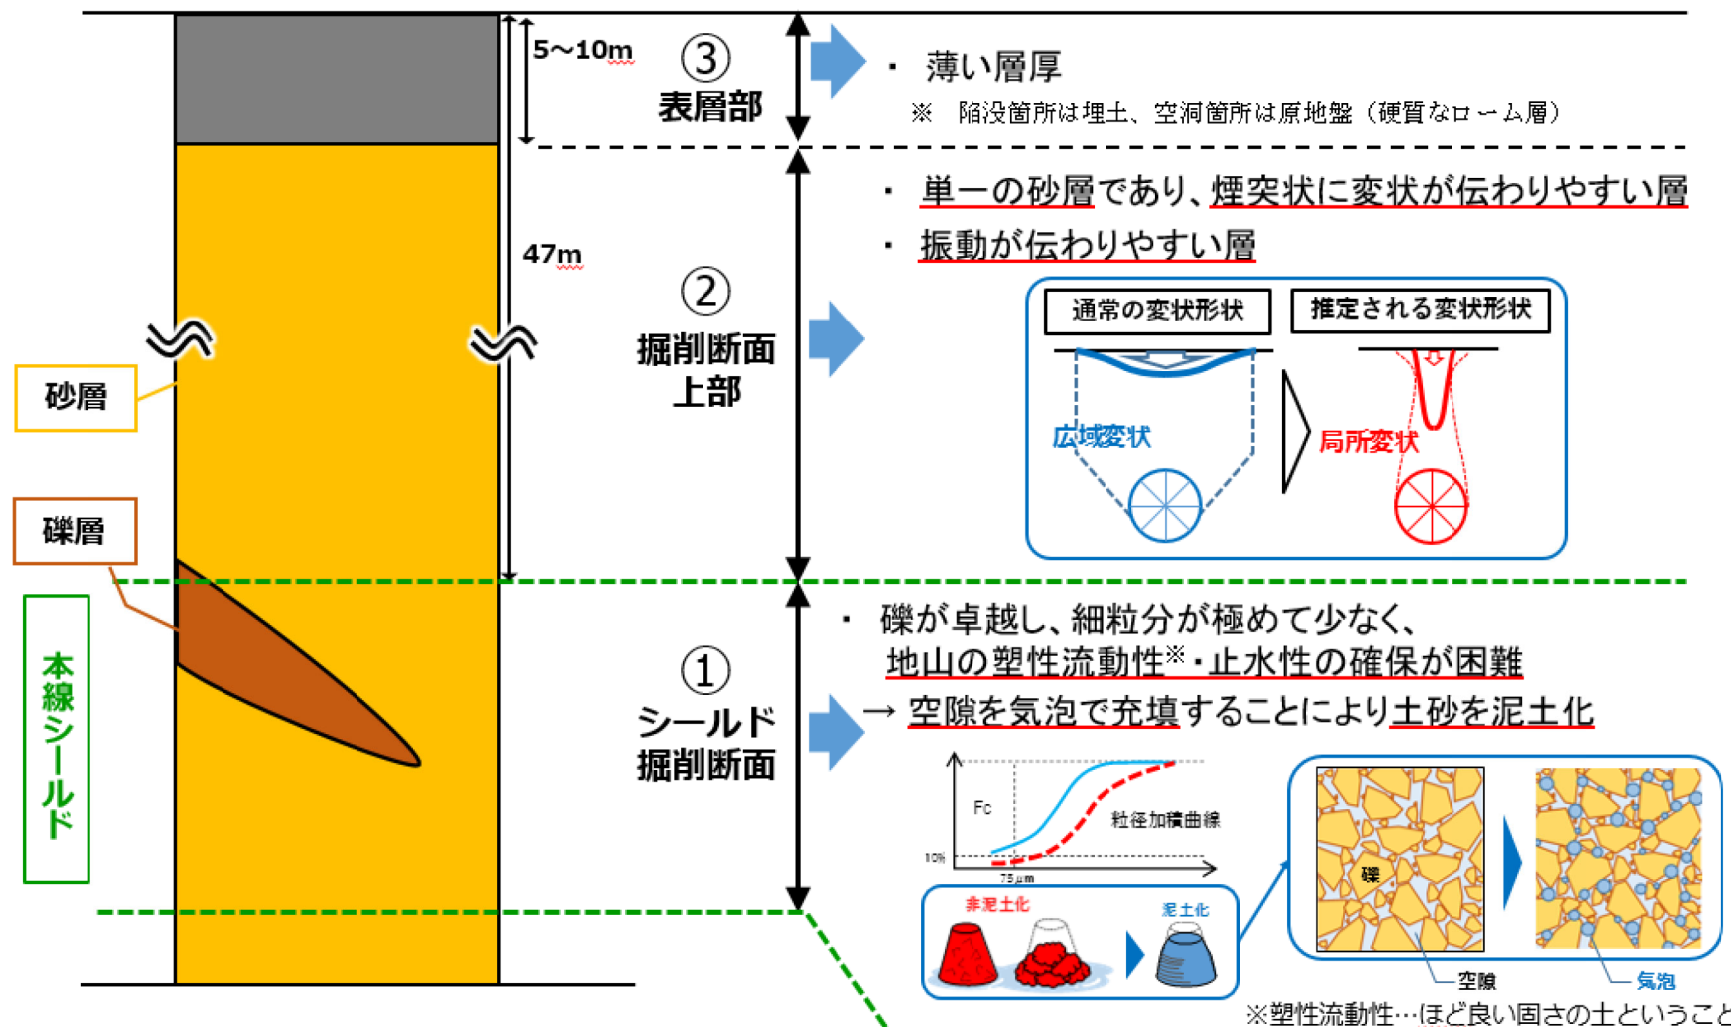 5～10m
③
表層部
・ 薄い層厚
※ 陥没箇所は埋土、空洞箇所は原地盤（硬質なローム層）
47m
②
掘削断面
上部
・ 単一の砂層であり、煙突状に変状が伝わりやすい層
・ 振動が伝わりやすい層
通常の変状形状
推定される変状形状
広域変状
局所変状
砂層
礫層
本線シールド
①
シールド
掘削断面
・ 礫が卓越し、細粒分が極めて少なく、
地山の塑性流動性※・止水性の確保が困難
→ 空隙を気泡で充填することにより土砂を泥土化
Fc
粒径加積曲線
10%
75μm
非泥土化
泥土化
礫
空隙
気泡
※塑性流動性…ほど良い固さの土ということ